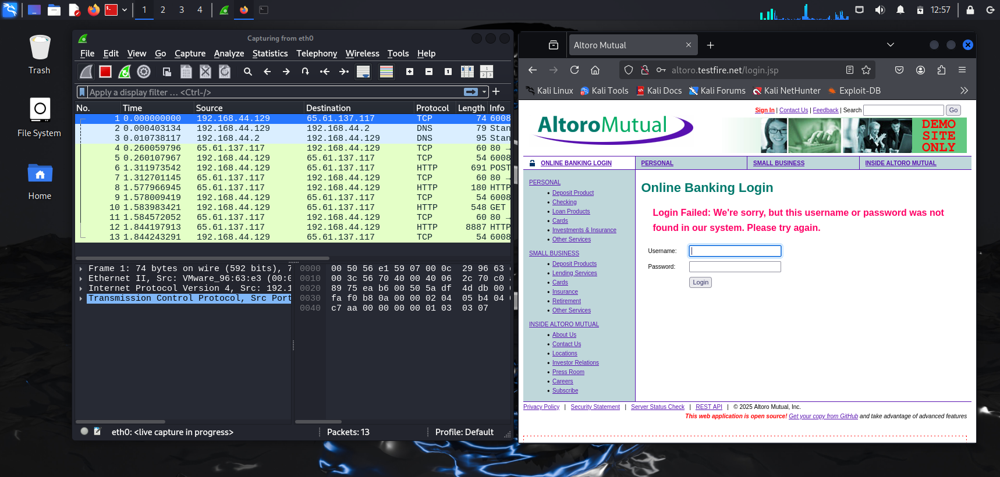 1 2 3 4
12:57
Trash
File System
Home
Capturing from eth0
File Edit View Go Capture Analyze Statistics Telephony Wireless Tools Help
Apply a display filter ... <Ctrl-/>
No. Time Source Destination Protocol Length Info
1 0.000000000 192.168.44.129 65.61.137.117 TCP 74 6008
2 0.000403134 192.168.44.129 192.168.44.2 DNS 79 Stan
3 0.010738117 192.168.44.2 192.168.44.129 DNS 95 Stan
4 0.260059796 65.61.137.117 192.168.44.129 TCP 60 80 →
5 0.260107967 192.168.44.129 65.61.137.117 TCP 54 6008
6 1.311973542 192.168.44.129 65.61.137.117 HTTP 691 POST
7 1.312701145 65.61.137.117 192.168.44.129 TCP 60 80 →
8 1.577966945 65.61.137.117 192.168.44.129 HTTP 180 HTTP
9 1.578009419 192.168.44.129 65.61.137.117 TCP 54 6008
10 1.583983421 192.168.44.129 65.61.137.117 HTTP 548 GET
11 1.584572052 65.61.137.117 192.168.44.129 TCP 60 80 →
12 1.844197913 65.61.137.117 192.168.44.129 HTTP 8887 HTTP
13 1.844243291 192.168.44.129 65.61.137.117 TCP 54 6008
Frame 1: 74 bytes on wire (592 bits), 7
Ethernet II, Src: VMware_96:63:e3 (00:0
Internet Protocol Version 4, Src: 192.1
Transmission Control Protocol, Src Port
0000 00 50 56 e1 59 07 00 0c 29 96 63
0010 00 3c 56 70 40 00 40 06 2c 70 c0
0020 89 75 ea b6 00 50 5a df 4d db 00
0030 fa f0 b8 0a 00 00 02 04 05 b4 04
0040 c7 aa 00 00 00 00 01 03 03 07
eth0: <live capture in progress> Packets: 13 Profile: Default
Altoro Mutual
altoro.testfire.net/login.jsp
Kali Linux Kali Tools Kali Docs Kali Forums Kali NetHunter Exploit-DB
Sign In | Contact Us | Feedback | Search Go
AltoroMutual
DEMO
SITE
ONLY
ONLINE BANKING LOGIN PERSONAL SMALL BUSINESS INSIDE ALTORO MUTUAL
PERSONAL
Deposit Product
Checking
Loan Products
Cards
Investments & Insurance
Other Services
SMALL BUSINESS
Deposit Products
Lending Services
Cards
Insurance
Retirement
Other Services
INSIDE ALTORO MUTUAL
About Us
Contact Us
Locations
Investor Relations
Press Room
Careers
Subscribe
Online Banking Login
Login Failed: We're sorry, but this username or password was not
found in our system. Please try again.
Username:
Password:
Login
Privacy Policy | Security Statement | Server Status Check | REST API | © 2025 Altoro Mutual, Inc.
This web application is open source! Get your copy from GitHub and take advantage of advanced features